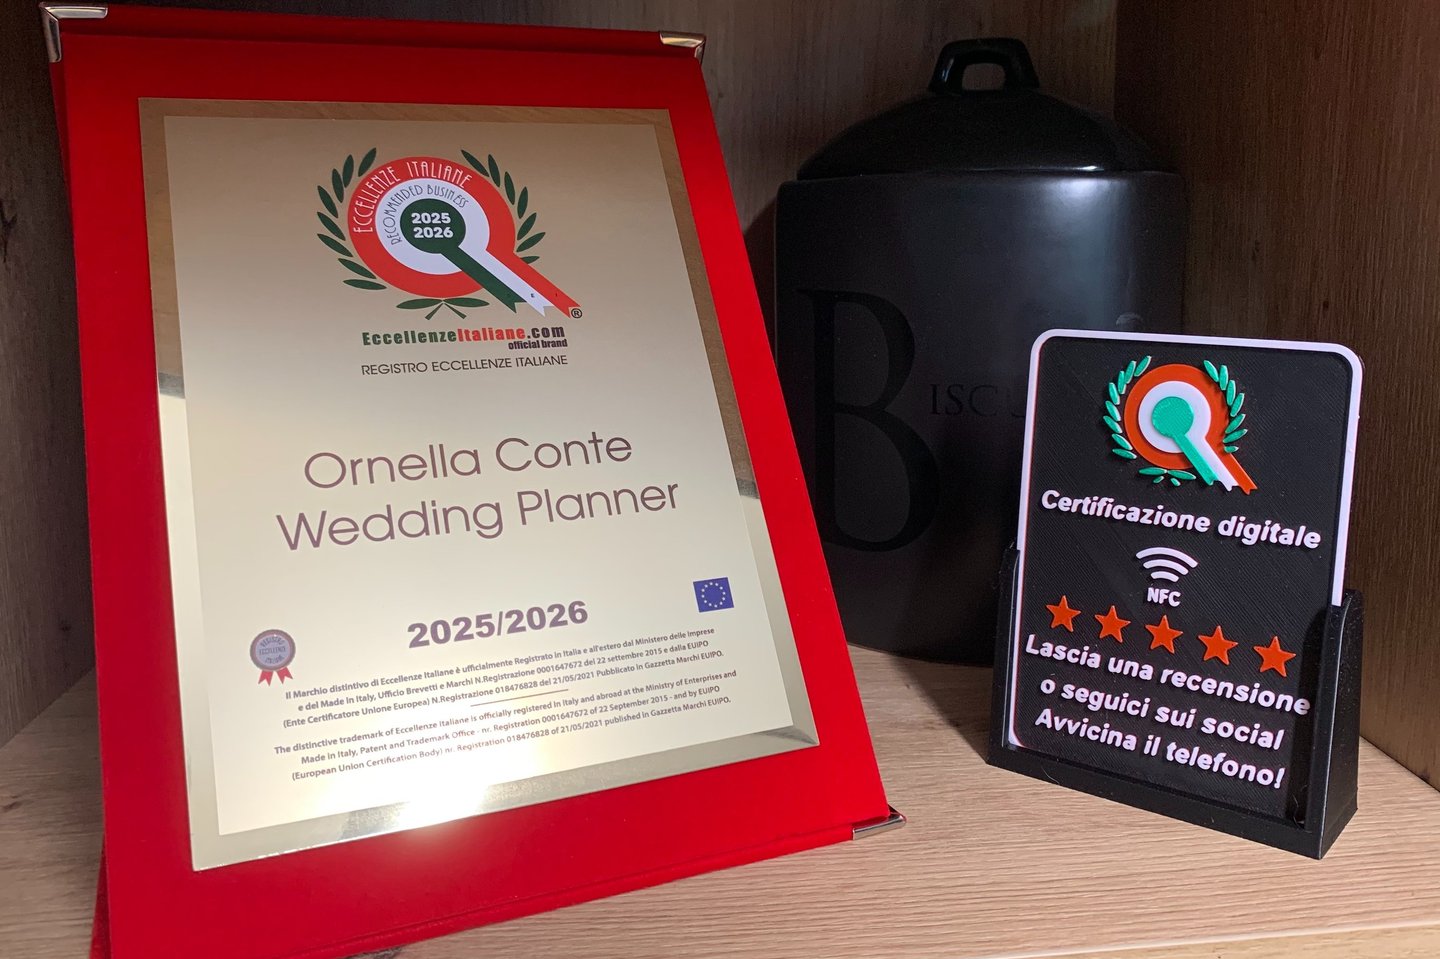 ECCELLENZE ITALIANE
RECOMMENDED BUSINESS
2025
2026
®
EccellenzeItaliane.com
official brand
REGISTRO ECCELLENZE ITALIANE
Ornella Conte
Wedding Planner
2025/2026
REGISTRO
ECCELLENZE
ITALIANE
Il Marchio distintivo di Eccellenze Italiane è ufficialmente Registrato in Italia e all'estero dal Ministero delle Imprese
e del Made in Italy, Ufficio Brevetti e Marchi N.Registrazione 0001647672 del 22 settembre 2015 e dalla EUIPO
(Ente Certificatore Unione Europea) N.Registrazione 018476828 del 21/05/2021 Pubblicato in Gazzetta Marchi EUIPO.
The distinctive trademark of Eccellenze Italiane is officially registered in Italy and abroad at the Ministry of Enterprises and
Made in Italy, Patent and Trademark Office - nr. Registration 0001647672 of 22 September 2015 - and by EUIPO
(European Union Certification Body) nr. Registration 018476828 of 21/05/2021 published in Gazzetta Marchi EUIPO.
Certificazione digitale
NFC
Lascia una recensione
o seguici sui social
Avvicina il telefono!